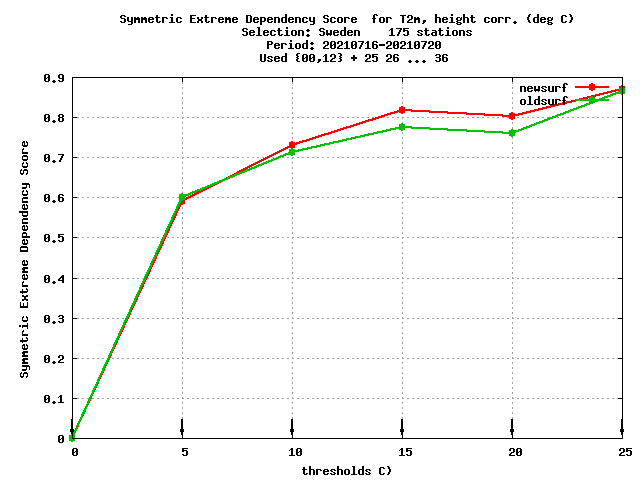 Symmetric Extreme Dependency Score  for T2m, height corr. (deg C)
Selection: Sweden    175 stations
Period: 20210716-20210720
Used {00,12} + 25 26 ... 36
newsurf
oldsurf
Symmetric Extreme Dependency Score
0.9
0.8
0.7
0.6
0.5
0.4
0.3
0.2
0.1
0
0 5 10 15 20 25
thresholds C)